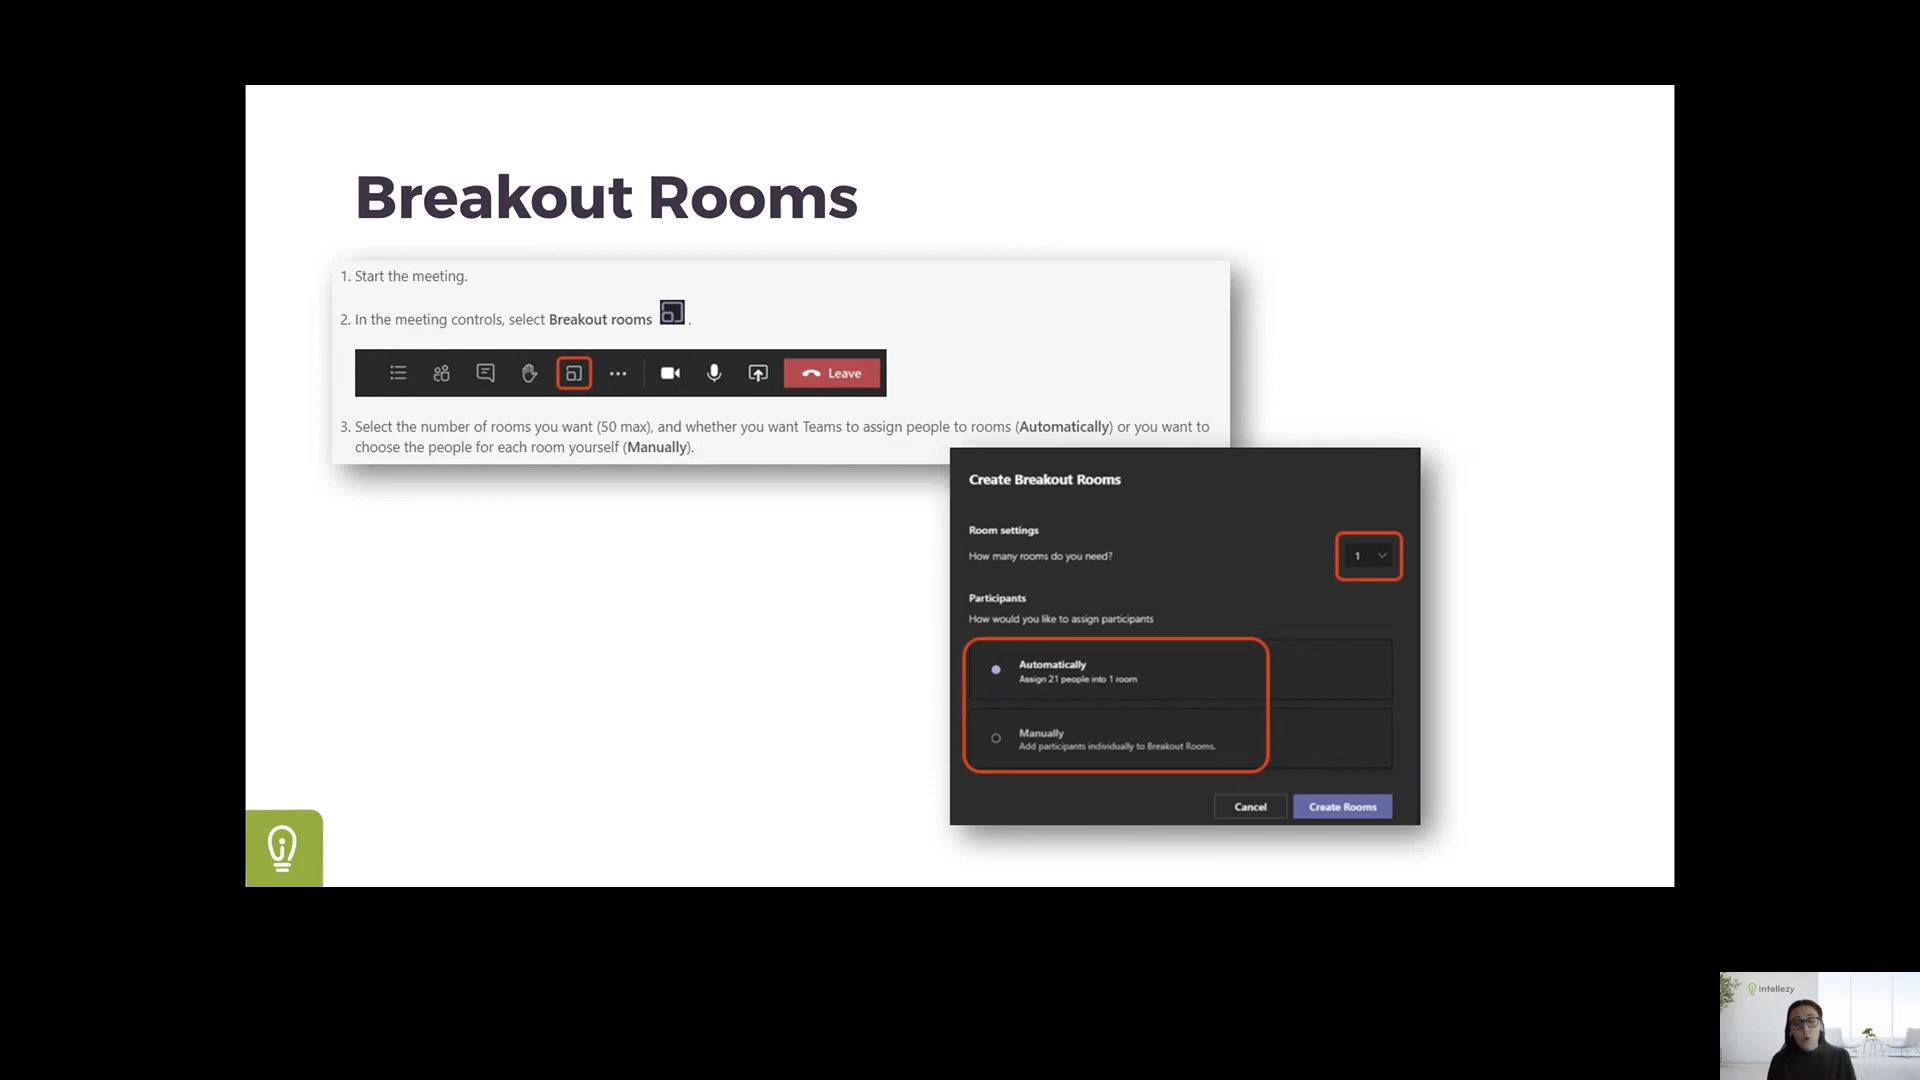 Breakout Rooms
1. Start the meeting.
2. In the meeting controls, select Breakout rooms .
Leave
3. Select the number of rooms you want (50 max), and whether you want Teams to assign people to rooms (Automatically) or you want to
choose the people for each room yourself (Manually).
Create Breakout Rooms
Room settings
How many rooms do you need?
1
Participants
How would you like to assign participants
Automatically
Assign 21 people into 1 room
Manually
Add participants individually to Breakout Rooms.
Cancel
Create Rooms
intellezy